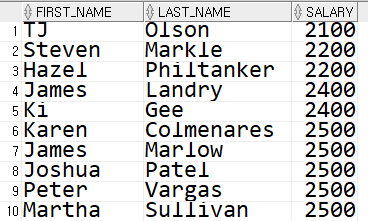 FIRST_NAME LAST_NAME SALARY
1 TJ Olson 2100
2 Steven Markle 2200
3 Hazel Philtanker 2200
4 James Landry 2400
5 Ki Gee 2400
6 Karen Colmenares 2500
7 James Marlow 2500
8 Joshua Patel 2500
9 Peter Vargas 2500
10 Martha Sullivan 2500